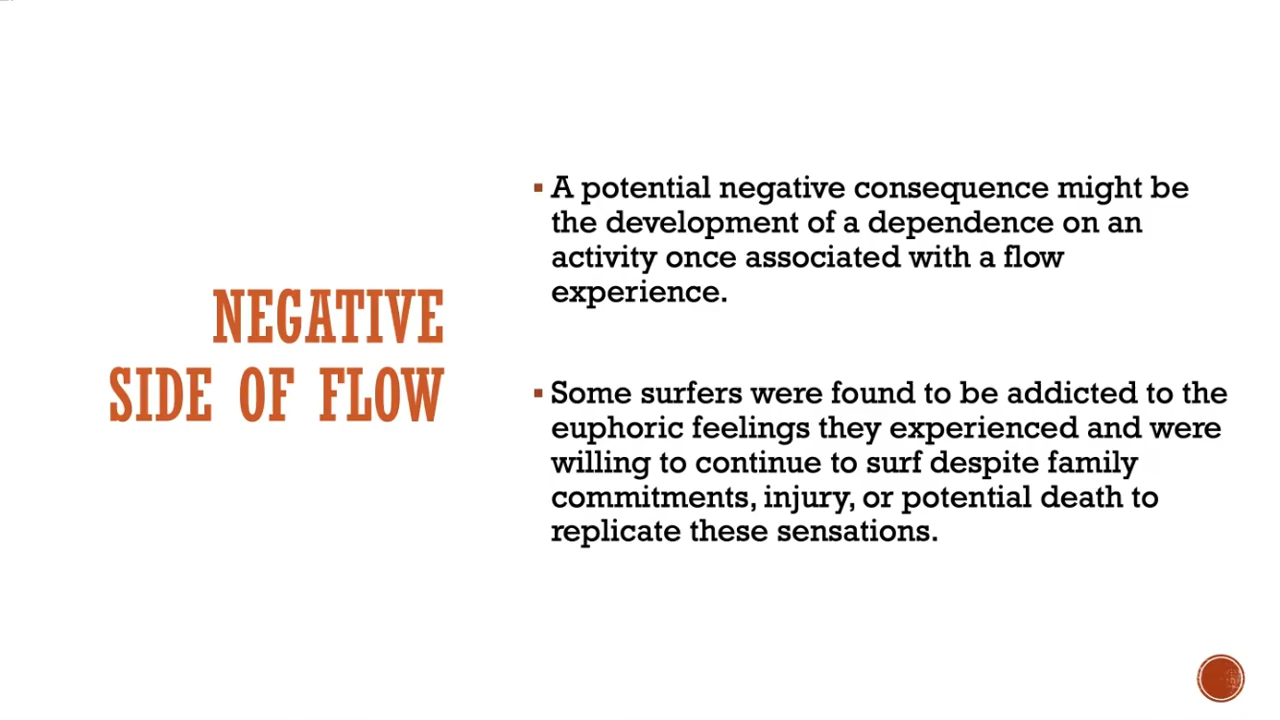 NEGATIVE
SIDE OF FLOW
▪ A potential negative consequence might be
the development of a dependence on an
activity once associated with a flow
experience.
▪ Some surfers were found to be addicted to the
euphoric feelings they experienced and were
willing to continue to surf despite family
commitments, injury, or potential death to
replicate these sensations.